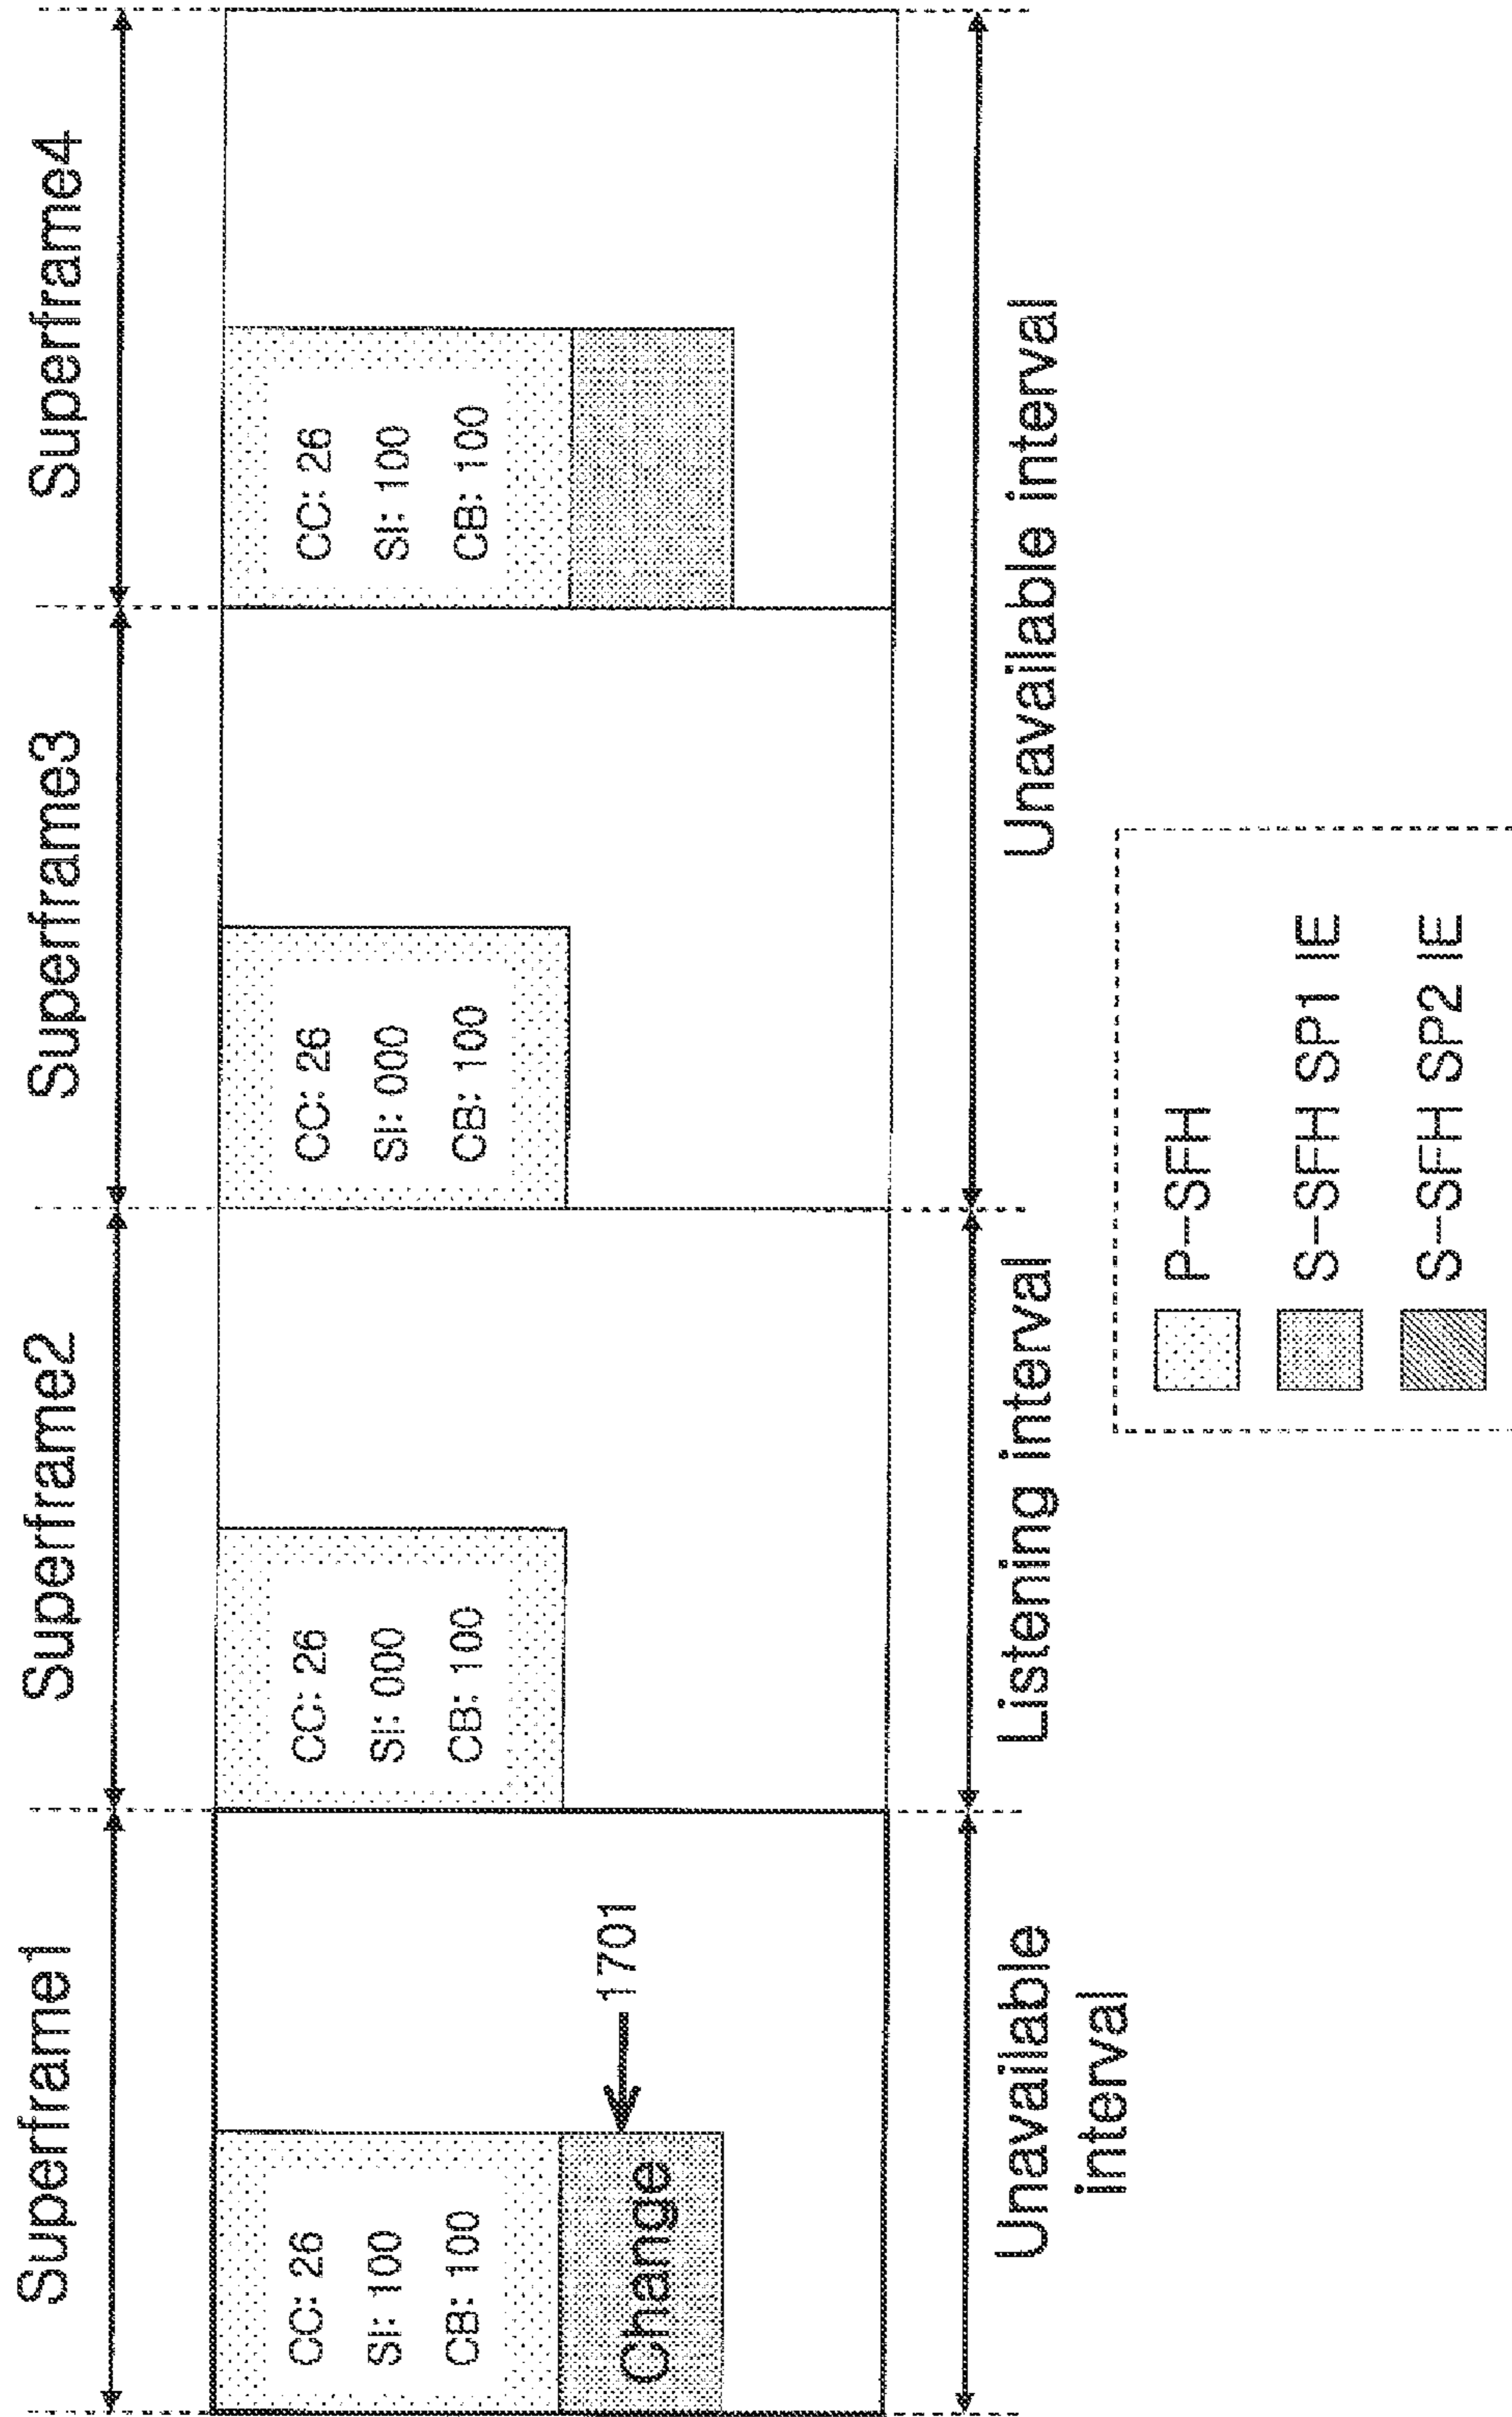 Superframe1
Superframe2
Superframe3
Superframe4
CC: 26
SI: 100
CB: 100
Change
1701
CC: 26
SI: 000
CB: 100
CC: 26
SI: 000
CB: 100
CC: 26
SI: 100
CB: 100
Unavailable
interval
Listening interval
Unavailable interval
P-SFH
S-SFH SP1 IE
S-SFH SP2 IE